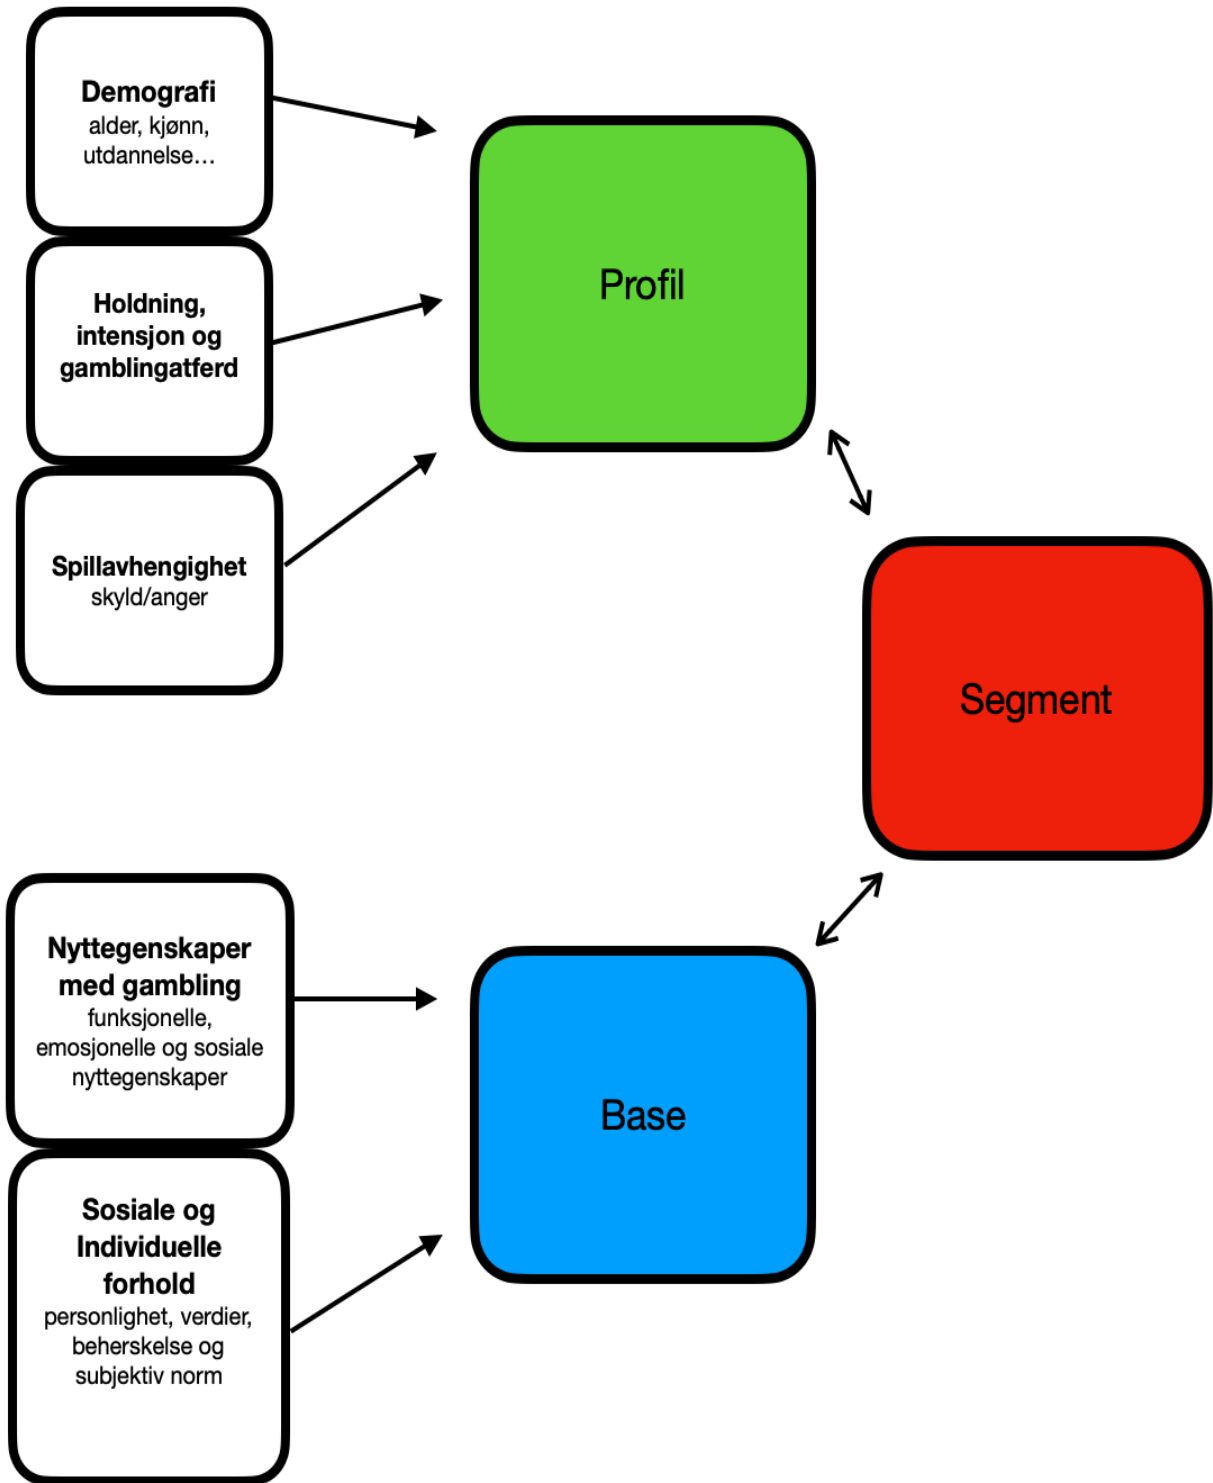 Demografi
alder, kjønn,
utdannelse...
Holdning,
intensjon og
gamblingatferd
Spillavhengighet
skyld/anger
Profil
Segment
Nyttegenskaper
med gambling
funksjonelle,
emosjonelle og sosiale
nyttegenskaper
Sosiale og
Individuelle
forhold
personlighet, verdier,
beherskelse og
subjektiv norm
Base